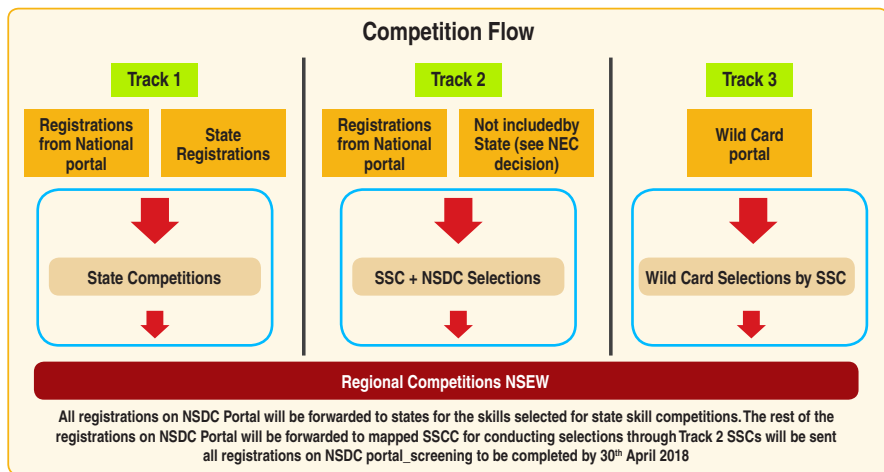 Competition Flow
Track 1
Registrations
from National
portal
State
Registrations
State Competitions
Track 2
Registrations
from National
portal
Not includedby
State (see NEC
decision)
SSC + NSDC Selections
Track 3
Wild Card
portal
Wild Card Selections by SSC
Regional Competitions NSEW
All registrations on NSDC Portal will be forwarded to states for the skills selected for state skill competitions. The rest of the
registrations on NSDC Portal will be forwarded to mapped SSCC for conducting selections through Track 2 SSCs will be sent
all registrations on NSDC portal_screening to be completed by 30th April 2018